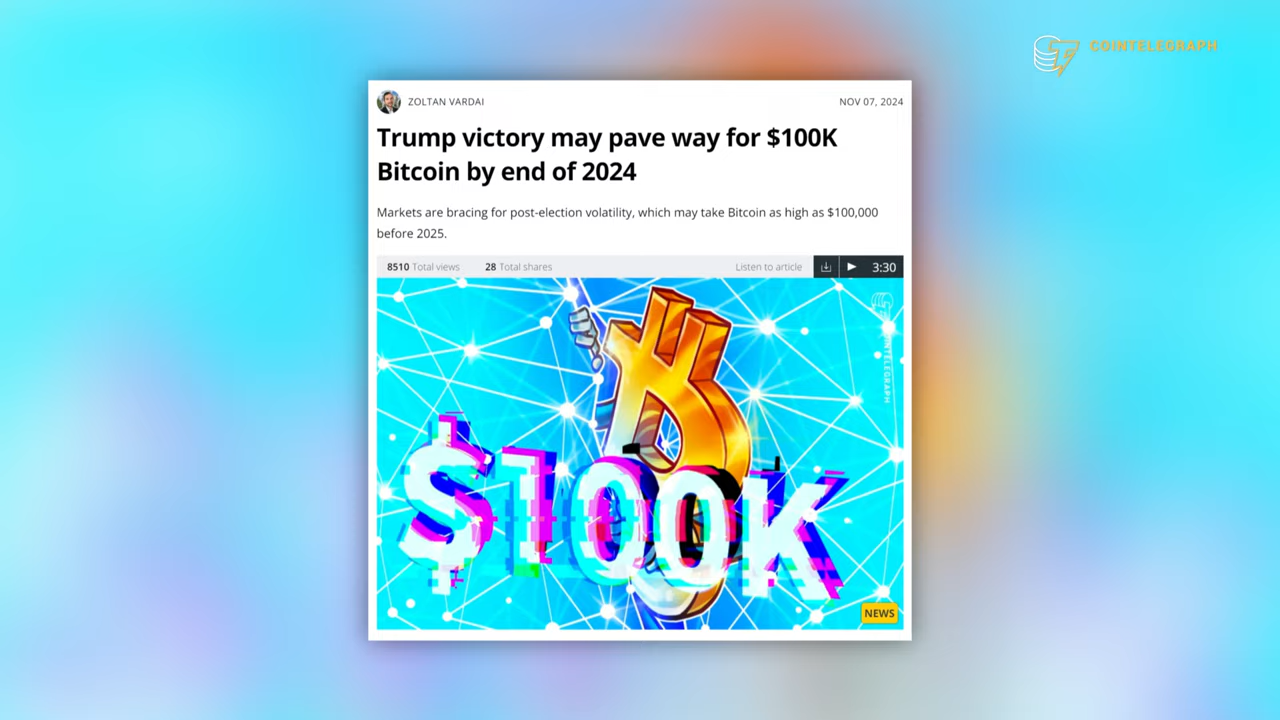 COINTELEGRAPH
ZOLTAN VARDAI
NOV 07, 2024
Trump victory may pave way for $100K
Bitcoin by end of 2024
Markets are bracing for post-election volatility, which may take Bitcoin as high as $100,000
before 2025.
8510 Total views
28 Total shares
Listen to article
3:30
COINTELEGRAPH
$100K
NEWS